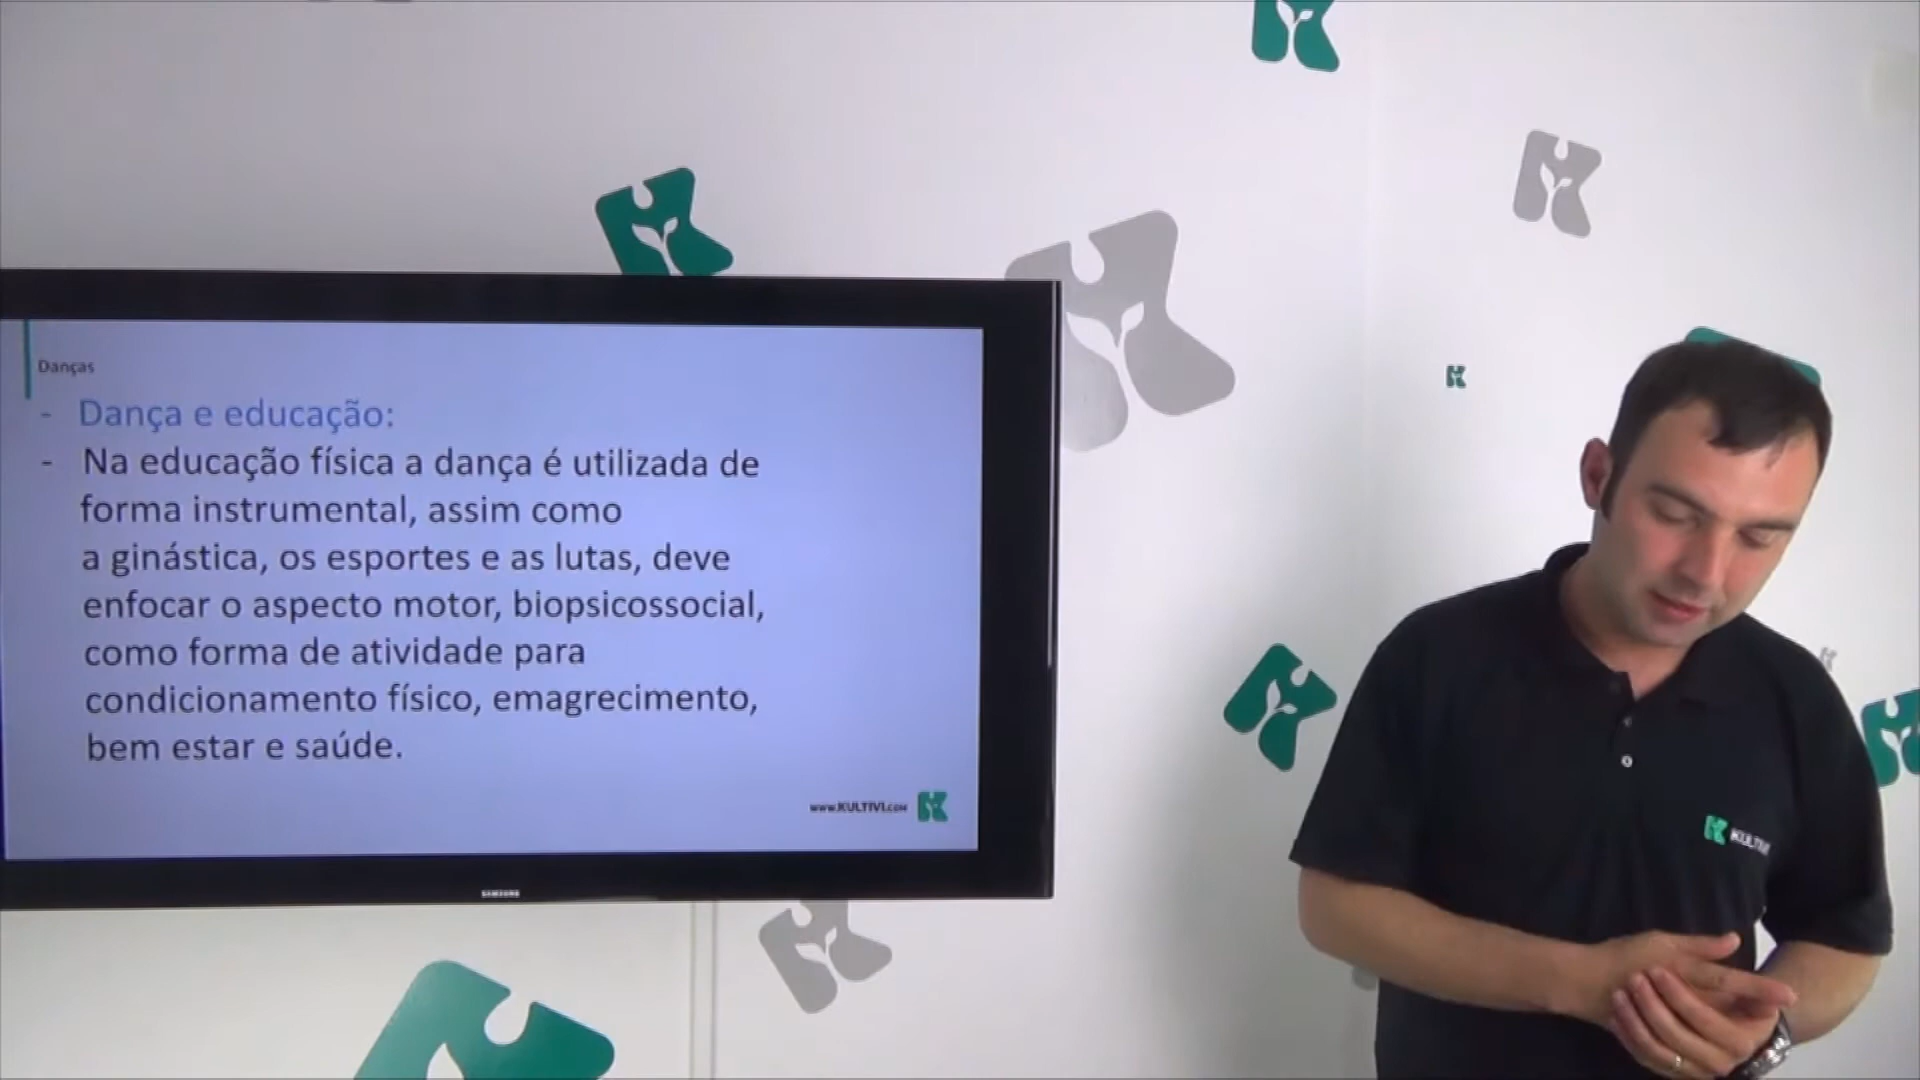 Danças
- Dança e educação:
- Na educação física a dança é utilizada de
forma instrumental, assim como
a ginástica, os esportes e as lutas, deve
enfocar o aspecto motor, biopsicossocial,
como forma de atividade para
condicionamento físico, emagrecimento,
bem estar e saúde.
www.KULTIVI.COM
SAMSUNG
KULTIVI